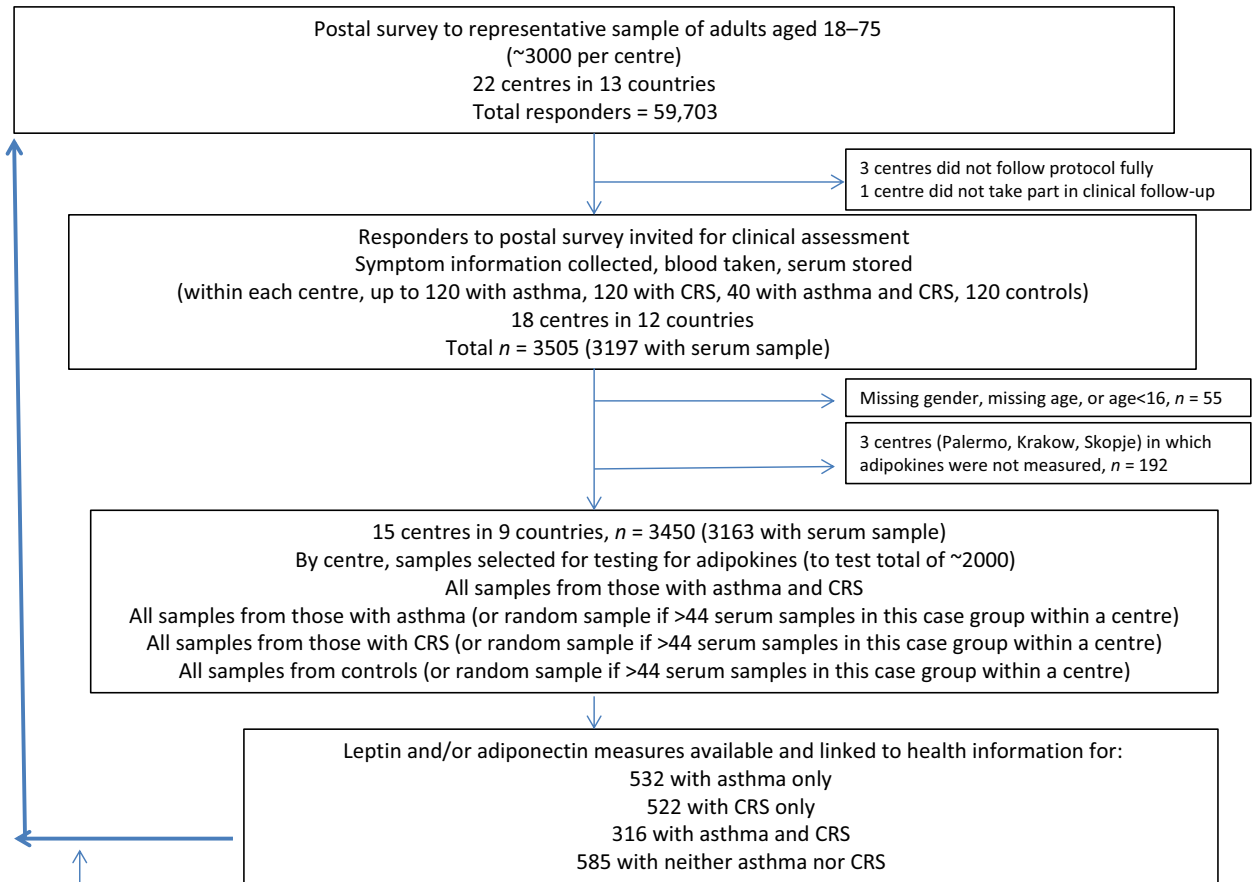 Postal survey to representative sample of adults aged 18–75
(~3000 per centre)
22 centres in 13 countries
Total responders = 59,703
3 centres did not follow protocol fully
1 centre did not take part in clinical follow-up
Responders to postal survey invited for clinical assessment
Symptom information collected, blood taken, serum stored
(within each centre, up to 120 with asthma, 120 with CRS, 40 with asthma and CRS, 120 controls)
18 centres in 12 countries
Total n = 3505 (3197 with serum sample)
Missing gender, missing age, or age<16, n = 55
3 centres (Palermo, Krakow, Skopje) in which
adipokines were not measured, n = 192
15 centres in 9 countries, n = 3450 (3163 with serum sample)
By centre, samples selected for testing for adipokines (to test total of ~2000)
All samples from those with asthma and CRS
All samples from those with asthma (or random sample if >44 serum samples in this case group within a centre)
All samples from those with CRS (or random sample if >44 serum samples in this case group within a centre)
All samples from controls (or random sample if >44 serum samples in this case group within a centre)
Leptin and/or adiponectin measures available and linked to health information for:
532 with asthma only
522 with CRS only
316 with asthma and CRS
585 with neither asthma nor CRS